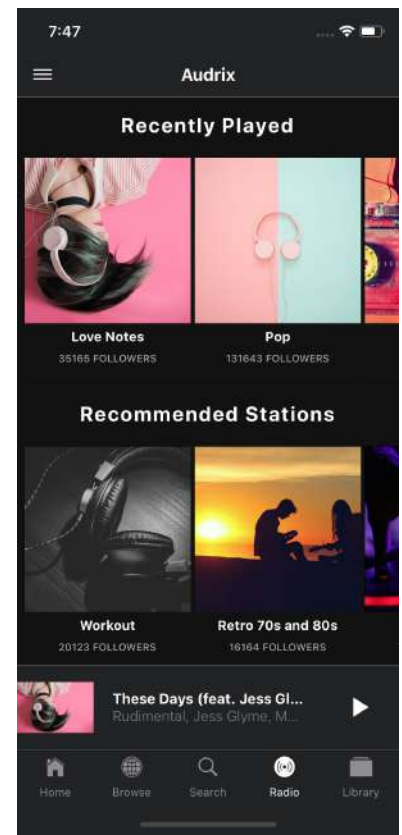 7:47
Audrix
Recently Played
Love Notes
35165 FOLLOWERS
Pop
131643 FOLLOWERS
Recommended Stations
Workout
20123 FOLLOWERS
Retro 70s and 80s
16164 FOLLOWERS
These Days (feat. Jess Gl...
Rudimental, Jess Glyme, M...
Home Browse Search Radio Library